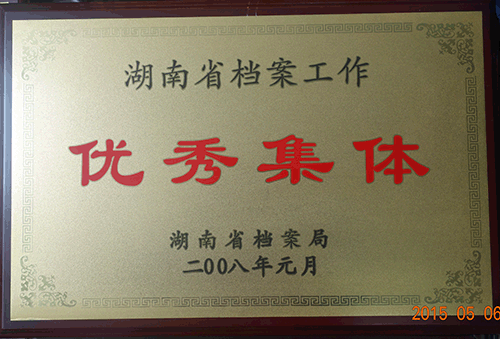 湖南省档案工作
优秀集体
湖南省档案局
二00八年元月
2015 05 06